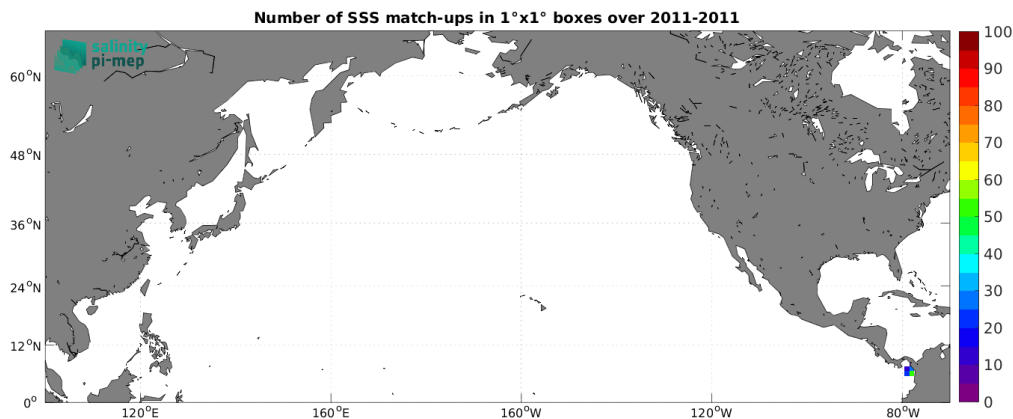 Number of SSS match-ups in 1°x1° boxes over 2011-2011
salinity
pi-mep
60°N
48°N
36°N
24°N
12°N
0°
120°E
160°E
160°W
120°W
80°W
100
90
80
70
60
50
40
30
20
10
0